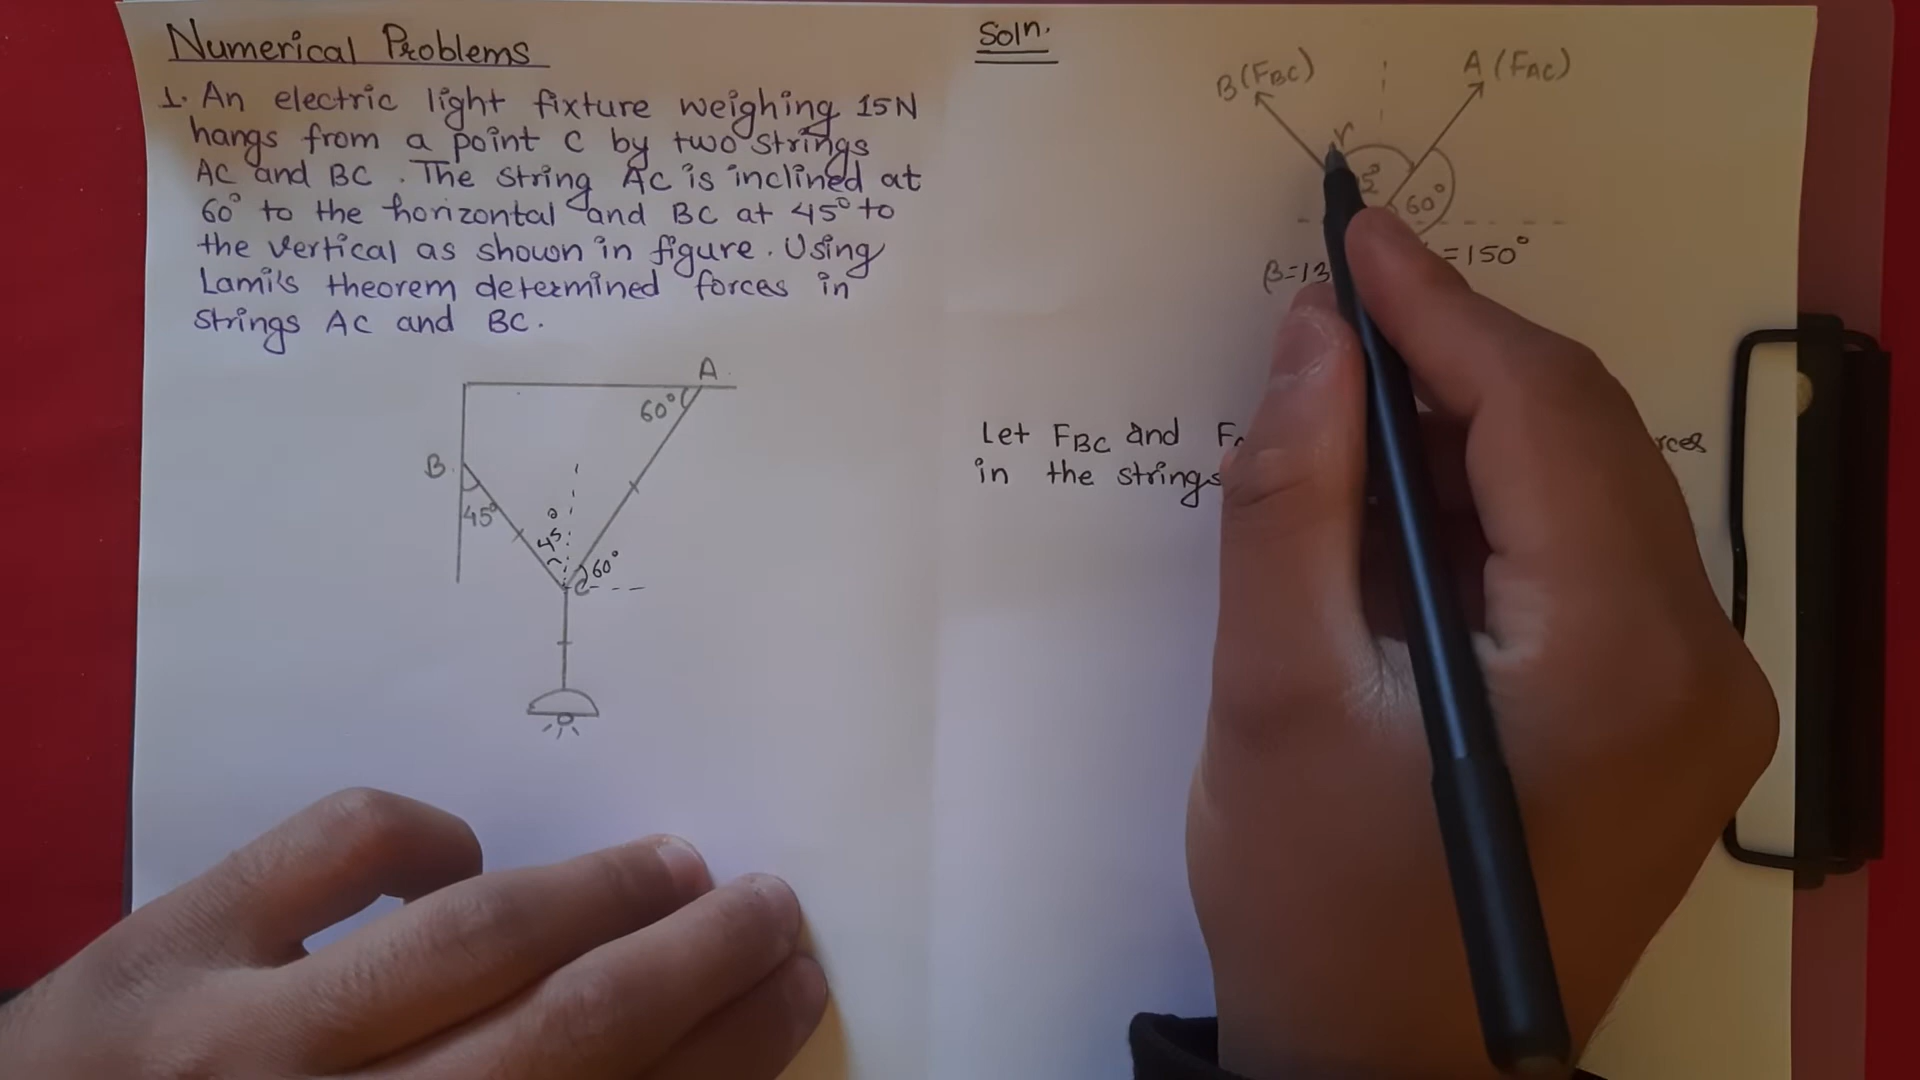 Numerical Problems
1. An electric light fixture weighing 15N
hangs from a point C by two strings
AC and BC. The string AC is inclined at
60° to the horizontal and BC at 45° to
the vertical as shown in figure. Using
Lami's theorem determined forces in
strings AC and BC.
A
60°
B
45°
45°
60°
C
Soln.
B (FBC)
A (FAC)
60°
β=13
=150°
Let FBC and
in the strings